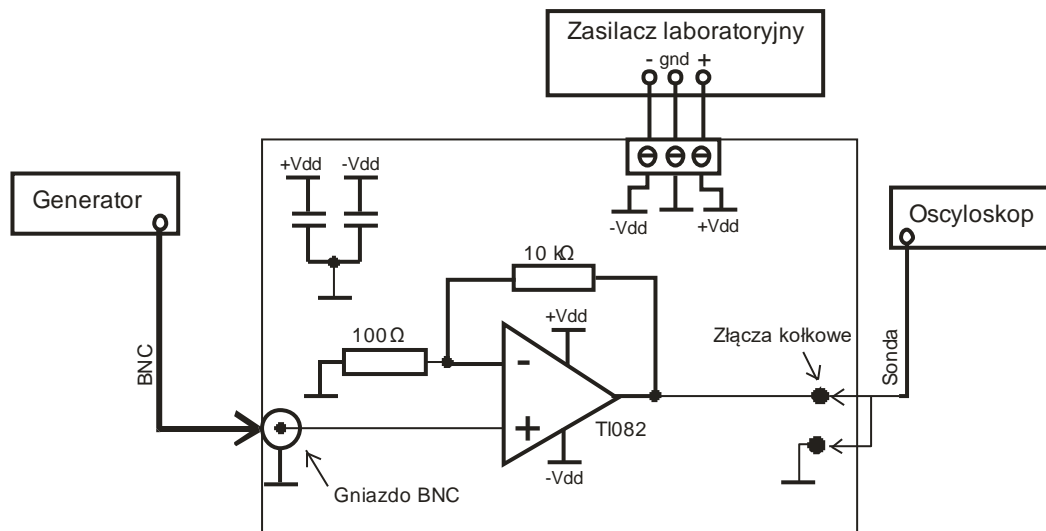 Zasilacz laboratoryjny
- gnd +
+Vdd -Vdd
Generator
Oscyloskop
-Vdd +Vdd
10 kΩ
100Ω
+Vdd
Złącza kołkowe
BNC
Sonda
-
+
Tl082
-Vdd
Gniazdo BNC